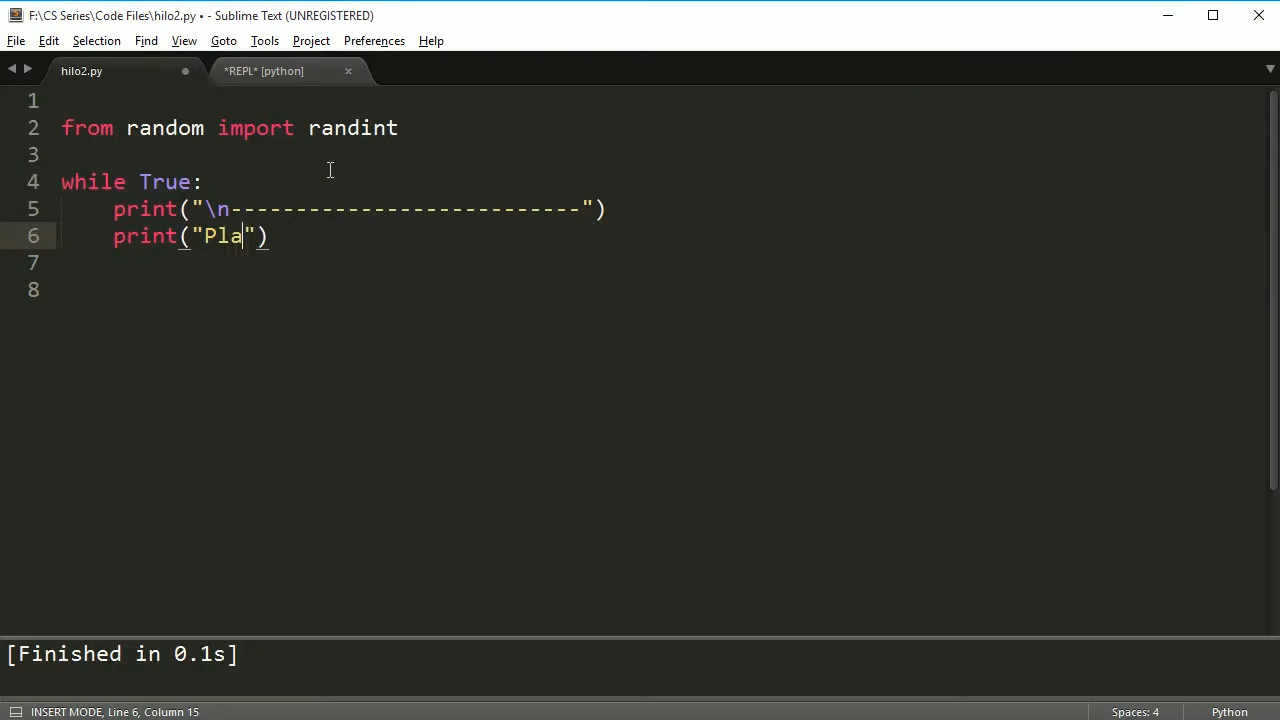 F:\CS Series\Code Files\hilo2.py • - Sublime Text (UNREGISTERED)
File Edit Selection Find View Goto Tools Project Preferences Help
hilo2.py *REPL* [python]
1
2 from random import randint
3
4 while True:
5     print("\n---------------------------")
6     print("Pla")
7
8
[Finished in 0.1s]
INSERT MODE, Line 6, Column 15 Spaces: 4 Python